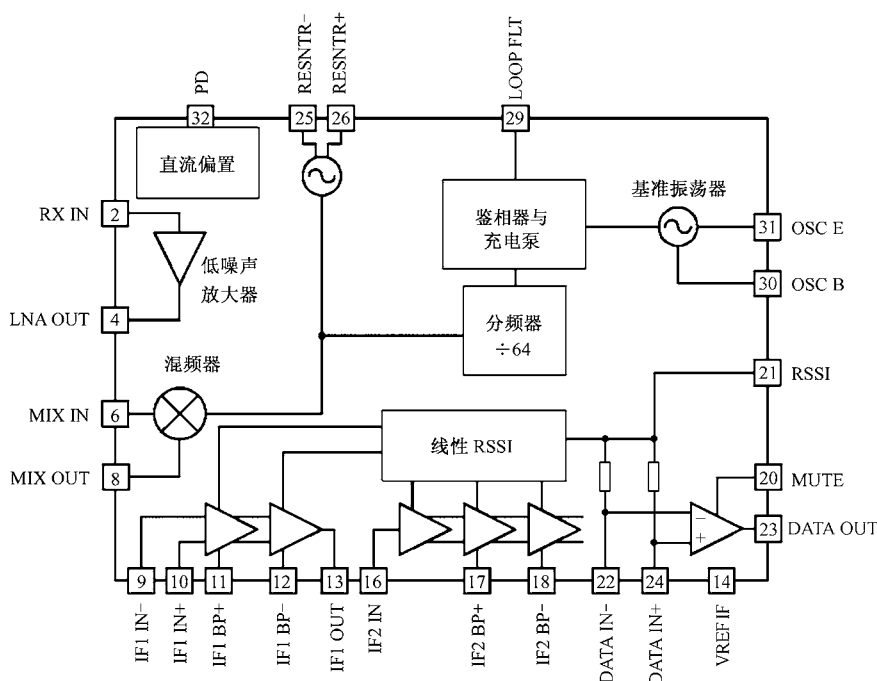 PD
RESNTR−
RESNTR+
LOOP FLT
32
25
26
29
直流偏置
基准振荡器
RX IN
2
鉴相器与
充电泵
31
OSC E
低噪声
放大器
30
OSC B
LNA OUT
4
分频器
÷64
混频器
21
RSSI
MIX IN
6
线性 RSSI
MIX OUT
8
20
MUTE
−
+
23
DATA OUT
9
10
11
12
13
16
17
18
22
24
14
IF1 IN−
IF1 IN+
IF1 BP+
IF1 BP−
IF1 OUT
IF2 IN
IF2 BP+
IF2 BP-
DATA IN-
DATA IN+
VREF IF